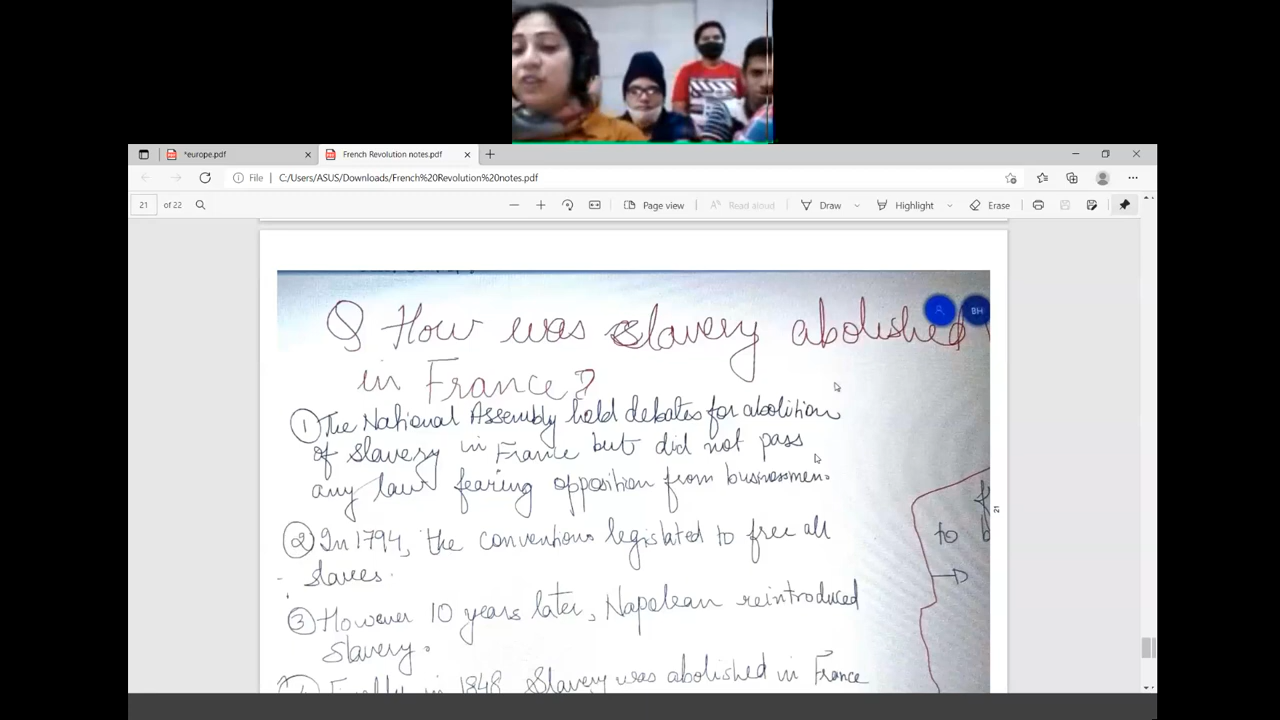 *europe.pdf
French Revolution notes.pdf
File C:/Users/ASUS/Downloads/French%20Revolution%20notes.pdf
21 of 22 Page view Read aloud Draw Highlight Erase
BH
Q How was slavery abolished
in France?
① The National Assembly held debates for abolition
of slavery in France but did not pass
any law fearing opposition from businessmen.
② In 1794, the conventions legislated to free all
slaves.
③ However 10 years later, Napolean reintroduced
slavery.
Finally in 1848 Slavery was abolished in France
to
21